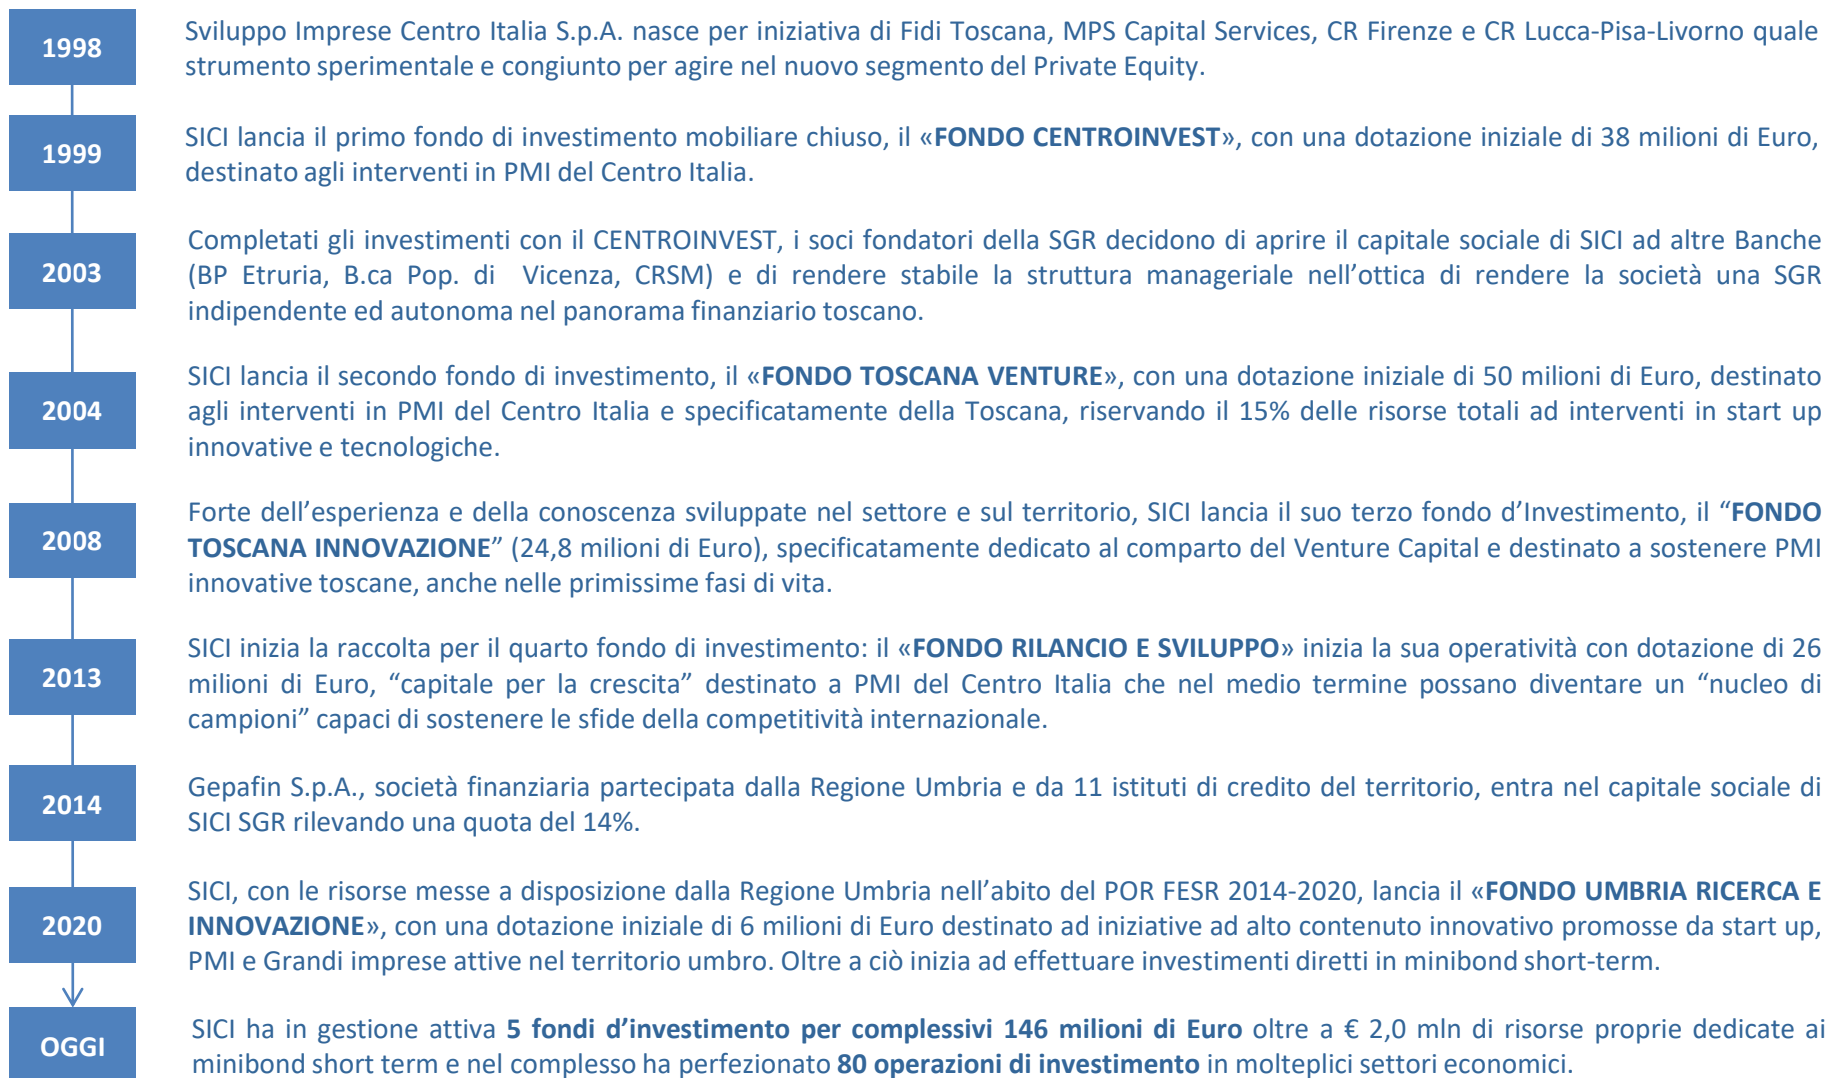 1998
Sviluppo Imprese Centro Italia S.p.A. nasce per iniziativa di Fidi Toscana, MPS Capital Services, CR Firenze e CR Lucca-Pisa-Livorno quale
strumento sperimentale e congiunto per agire nel nuovo segmento del Private Equity.
1999
SICI lancia il primo fondo di investimento mobiliare chiuso, il «FONDO CENTROINVEST», con una dotazione iniziale di 38 milioni di Euro,
destinato agli interventi in PMI del Centro Italia.
2003
Completati gli investimenti con il CENTROINVEST, i soci fondatori della SGR decidono di aprire il capitale sociale di SICI ad altre Banche
(BP Etruria, B.ca Pop. di Vicenza, CRSM) e di rendere stabile la struttura manageriale nell’ottica di rendere la società una SGR
indipendente ed autonoma nel panorama finanziario toscano.
2004
SICI lancia il secondo fondo di investimento, il «FONDO TOSCANA VENTURE», con una dotazione iniziale di 50 milioni di Euro, destinato
agli interventi in PMI del Centro Italia e specificatamente della Toscana, riservando il 15% delle risorse totali ad interventi in start up
innovative e tecnologiche.
2008
Forte dell’esperienza e della conoscenza sviluppate nel settore e sul territorio, SICI lancia il suo terzo fondo d’Investimento, il “FONDO
TOSCANA INNOVAZIONE” (24,8 milioni di Euro), specificatamente dedicato al comparto del Venture Capital e destinato a sostenere PMI
innovative toscane, anche nelle primissime fasi di vita.
2013
SICI inizia la raccolta per il quarto fondo di investimento: il «FONDO RILANCIO E SVILUPPO» inizia la sua operatività con dotazione di 26
milioni di Euro, “capitale per la crescita” destinato a PMI del Centro Italia che nel medio termine possano diventare un “nucleo di
campioni” capaci di sostenere le sfide della competitività internazionale.
2014
Gepafin S.p.A., società finanziaria partecipata dalla Regione Umbria e da 11 istituti di credito del territorio, entra nel capitale sociale di
SICI SGR rilevando una quota del 14%.
2020
SICI, con le risorse messe a disposizione dalla Regione Umbria nell’abito del POR FESR 2014-2020, lancia il «FONDO UMBRIA RICERCA E
INNOVAZIONE», con una dotazione iniziale di 6 milioni di Euro destinato ad iniziative ad alto contenuto innovativo promosse da start up,
PMI e Grandi imprese attive nel territorio umbro. Oltre a ciò inizia ad effettuare investimenti diretti in minibond short-term.
OGGI
SICI ha in gestione attiva 5 fondi d’investimento per complessivi 146 milioni di Euro oltre a € 2,0 mln di risorse proprie dedicate ai
minibond short term e nel complesso ha perfezionato 80 operazioni di investimento in molteplici settori economici.